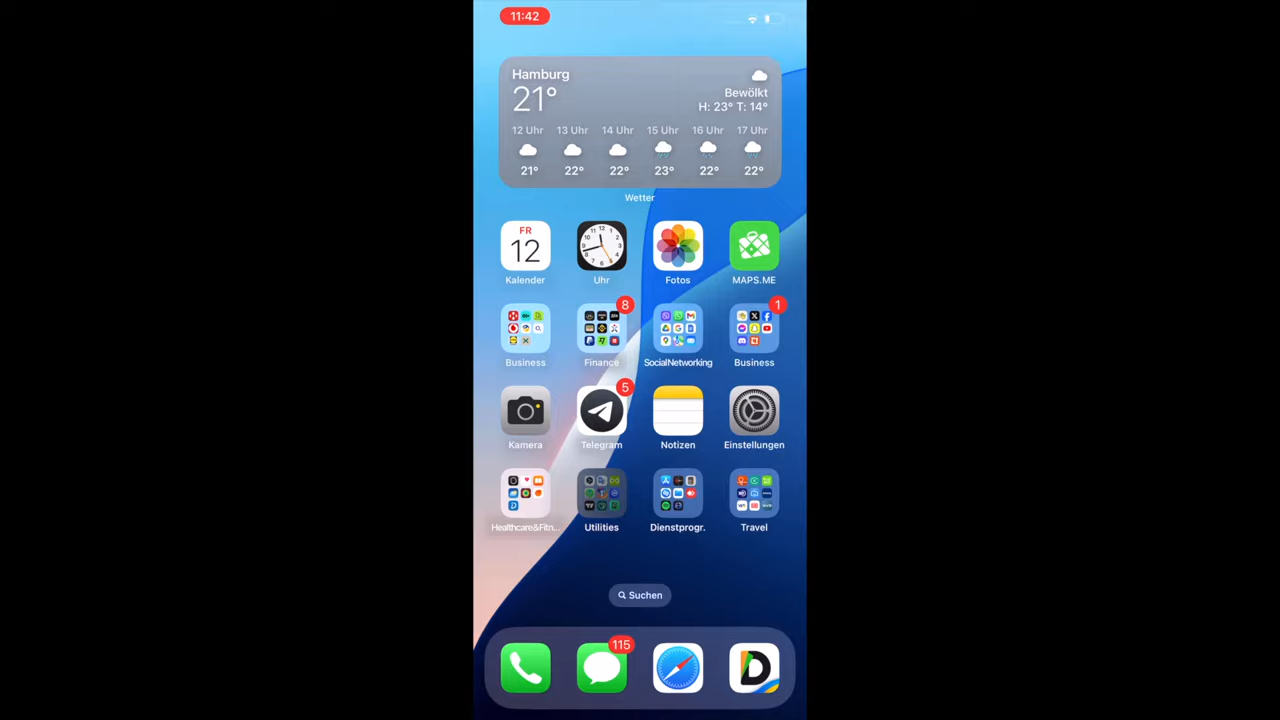 11:42
Hamburg
21°
Bewölkt
H: 23° T: 14°
12 Uhr 13 Uhr 14 Uhr 15 Uhr 16 Uhr 17 Uhr
21° 22° 22° 23° 22° 22°
Wetter
FR
12
Kalender Uhr Fotos MAPS.ME
8
1
Business Finance SocialNetworking Business
5
Kamera Telegram Notizen Einstellungen
Healthcare&Fitn... Utilities Dienstprogr. Travel
Suchen
115
D